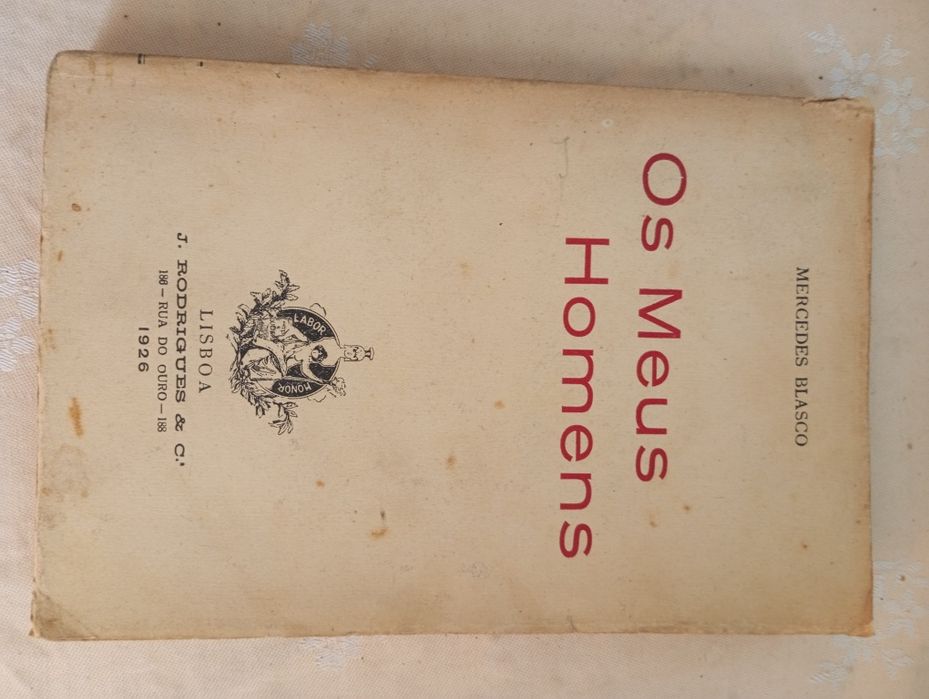 MERCEDES BLASCO
Os Meus
Homens
LABOR
HONOR
LISBOA
J. RODRIGUES & C.ª
186 — RUA DO OURO — 188
1926